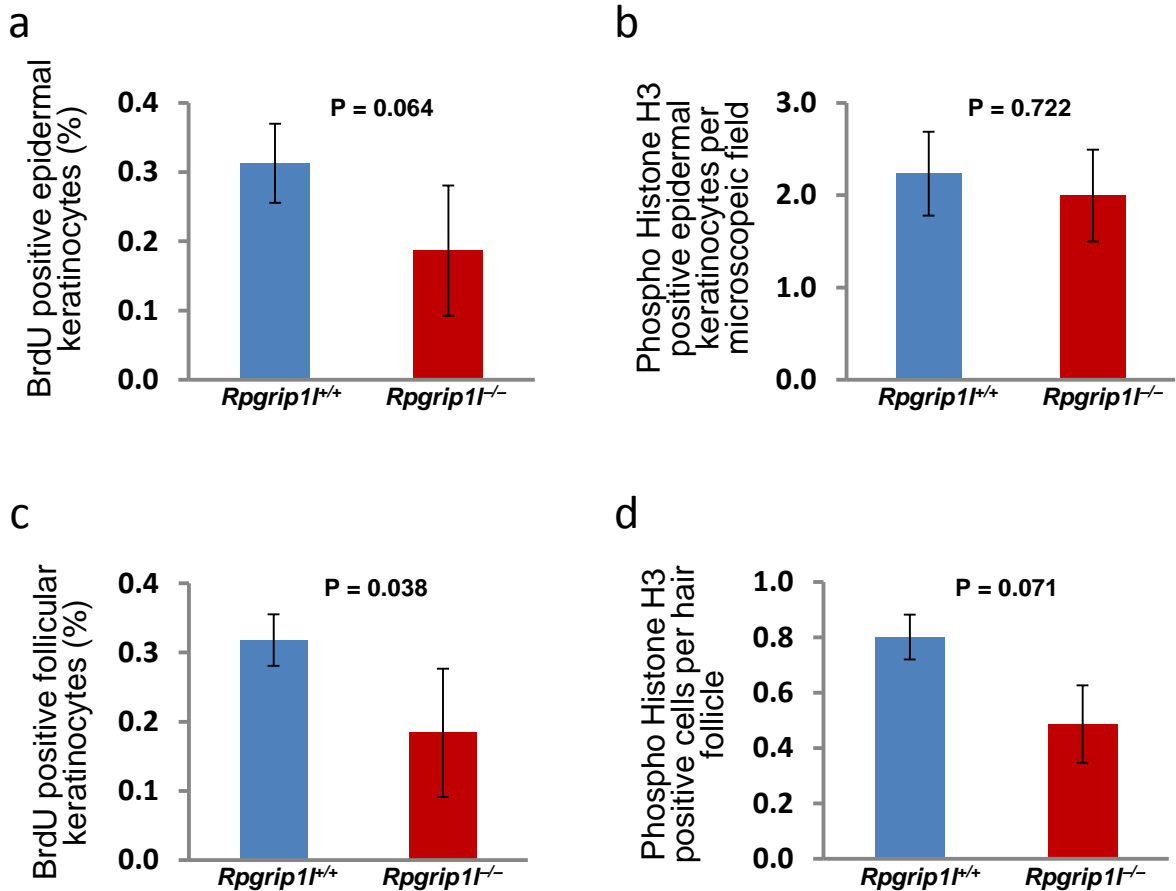 a
BrdU positive epidermal
keratinocytes (%)
0.4
0.3
0.2
0.1
0.0
P = 0.064
Rpgrip1l+/+
Rpgrip1l−/−
b
Phospho Histone H3
positive epidermal
keratinocytes per
microscopeic field
3.0
2.0
1.0
0.0
P = 0.722
Rpgrip1l+/+
Rpgrip1l−/−
c
BrdU positive follicular
keratinocytes (%)
0.4
0.3
0.2
0.1
0.0
P = 0.038
Rpgrip1l+/+
Rpgrip1l−/−
d
Phospho Histone H3
positive cells per hair
follicle
1.0
0.8
0.6
0.4
0.2
0.0
P = 0.071
Rpgrip1l+/+
Rpgrip1l−/−